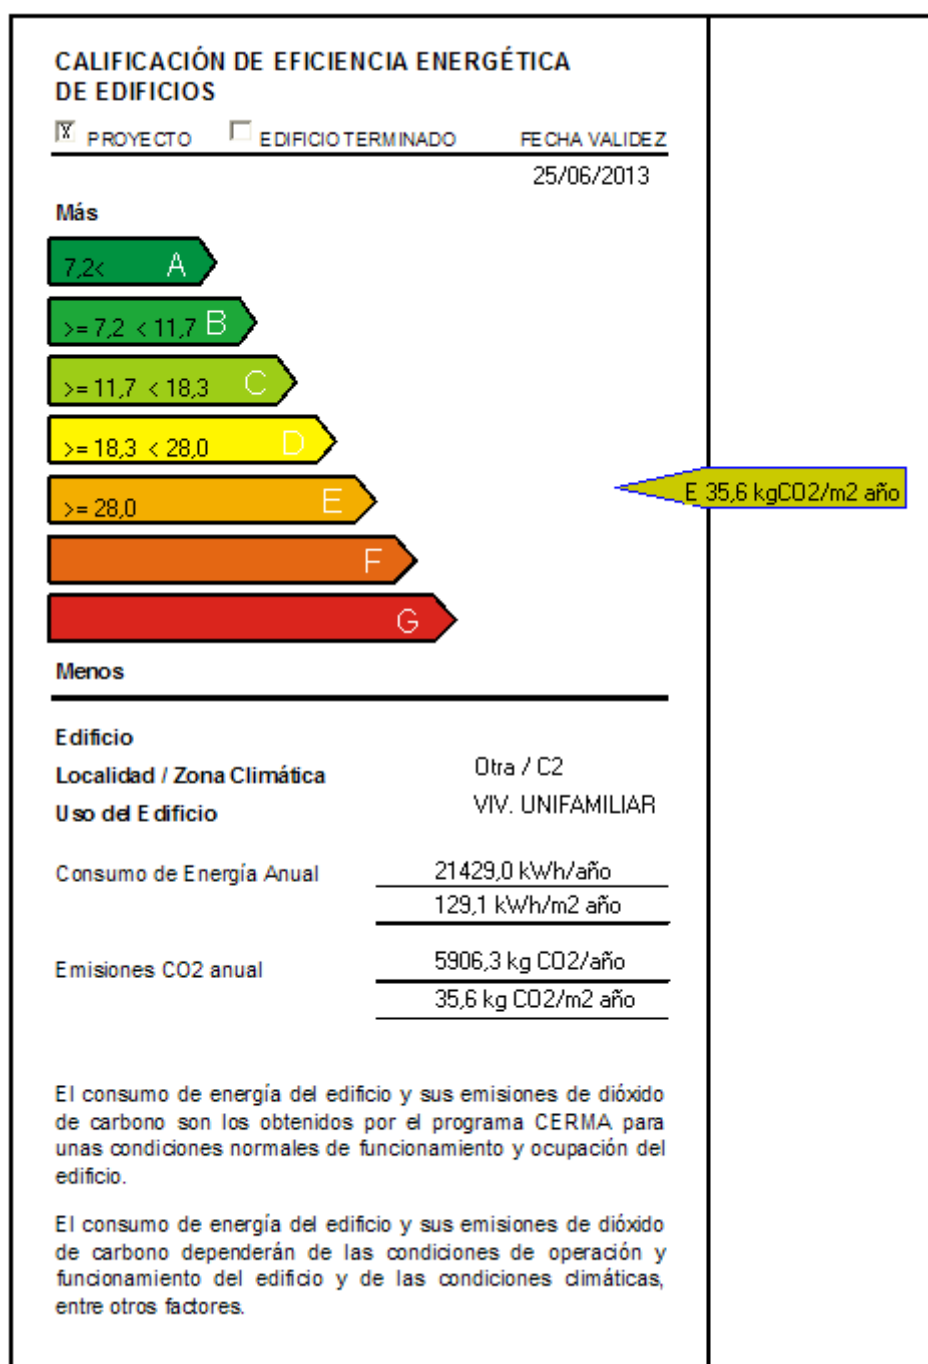 CALIFICACIÓN DE EFICIENCIA ENERGÉTICA
DE EDIFICIOS
X PROYECTO EDIFICIO TERMINADO FECHA VALIDEZ
25/06/2013
Más
7,2< A
>= 7,2 < 11,7 B
>= 11,7 < 18,3 C
>= 18,3 < 28,0 D
>= 28,0 E
E 35,6 kgCO2/m2 año
F
G
Menos
Edificio
Localidad / Zona Climática Otra / C2
Uso del Edificio VIV. UNIFAMILIAR
Consumo de Energía Anual 21429,0 kWh/año
129,1 kWh/m2 año
Emisiones CO2 anual 5906,3 kg CO2/año
35,6 kg CO2/m2 año
El consumo de energía del edificio y sus emisiones de dióxido
de carbono son los obtenidos por el programa CERMA para
unas condiciones normales de funcionamiento y ocupación del
edificio.
El consumo de energía del edificio y sus emisiones de dióxido
de carbono dependerán de las condiciones de operación y
funcionamiento del edificio y de las condiciones climáticas,
entre otros factores.